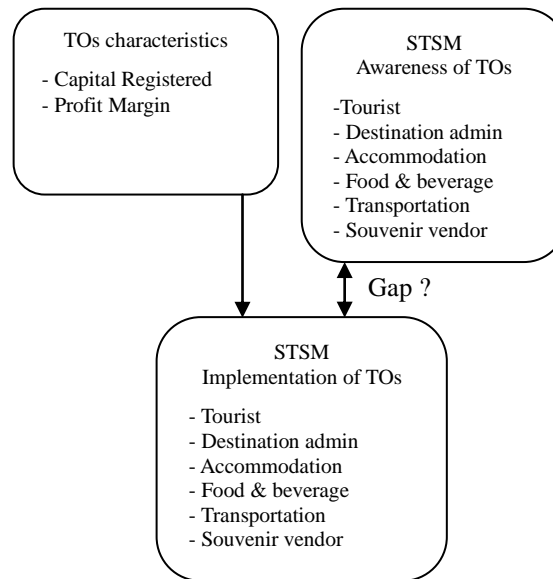 TOs characteristics
- Capital Registered
- Profit Margin
STSM
Awareness of TOs
-Tourist
- Destination admin
- Accommodation
- Food & beverage
- Transportation
- Souvenir vendor
Gap ?
STSM
Implementation of TOs
- Tourist
- Destination admin
- Accommodation
- Food & beverage
- Transportation
- Souvenir vendor